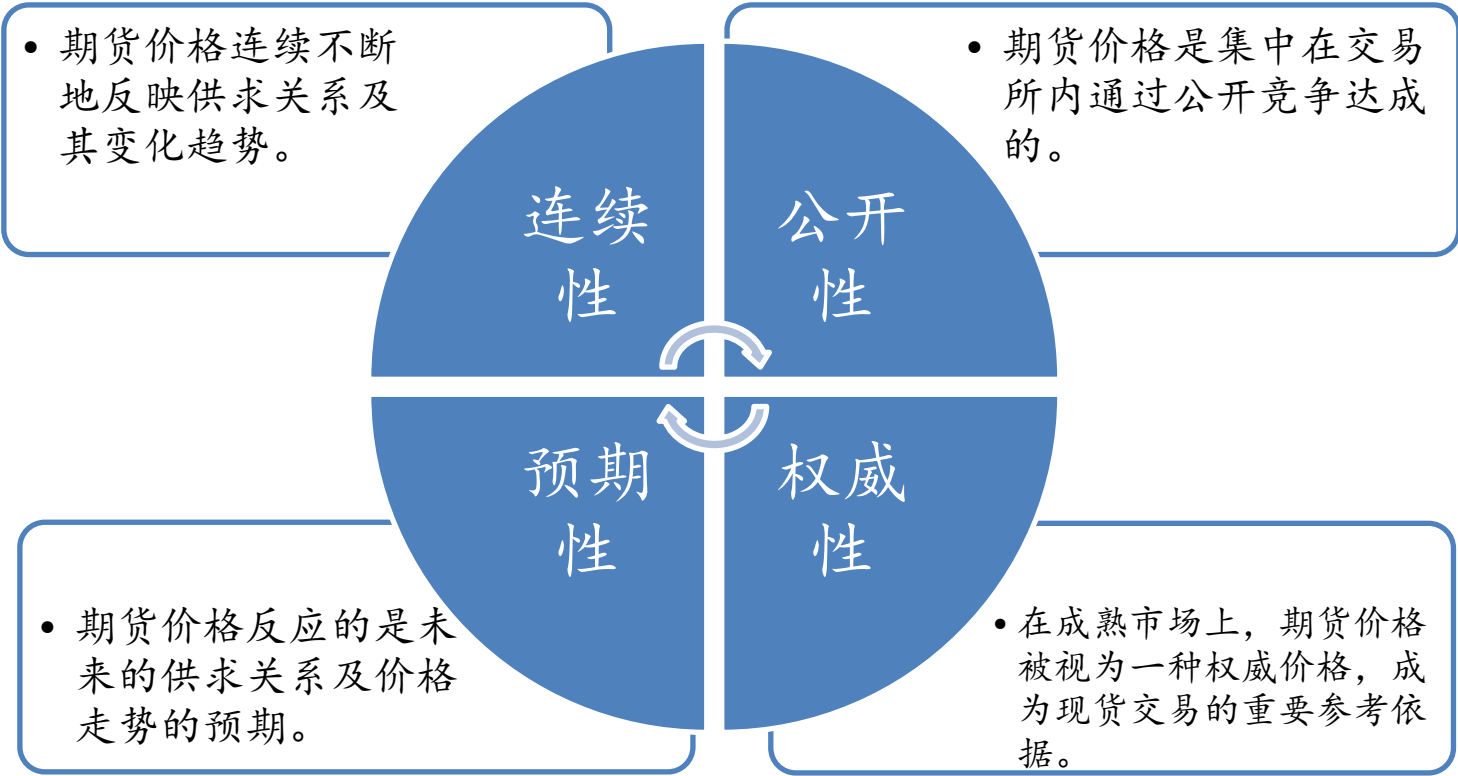 • 期货价格连续不断
地反映供求关系及
其变化趋势。
• 期货价格是集中在交易
所内通过公开竞争达成
的。
连续
性
公开
性
预期
性
权威
性
• 期货价格反应的是未
来的供求关系及价格
走势的预期。
• 在成熟市场上，期货价格
被视为一种权威价格，成
为现货交易的重要参考依
据。